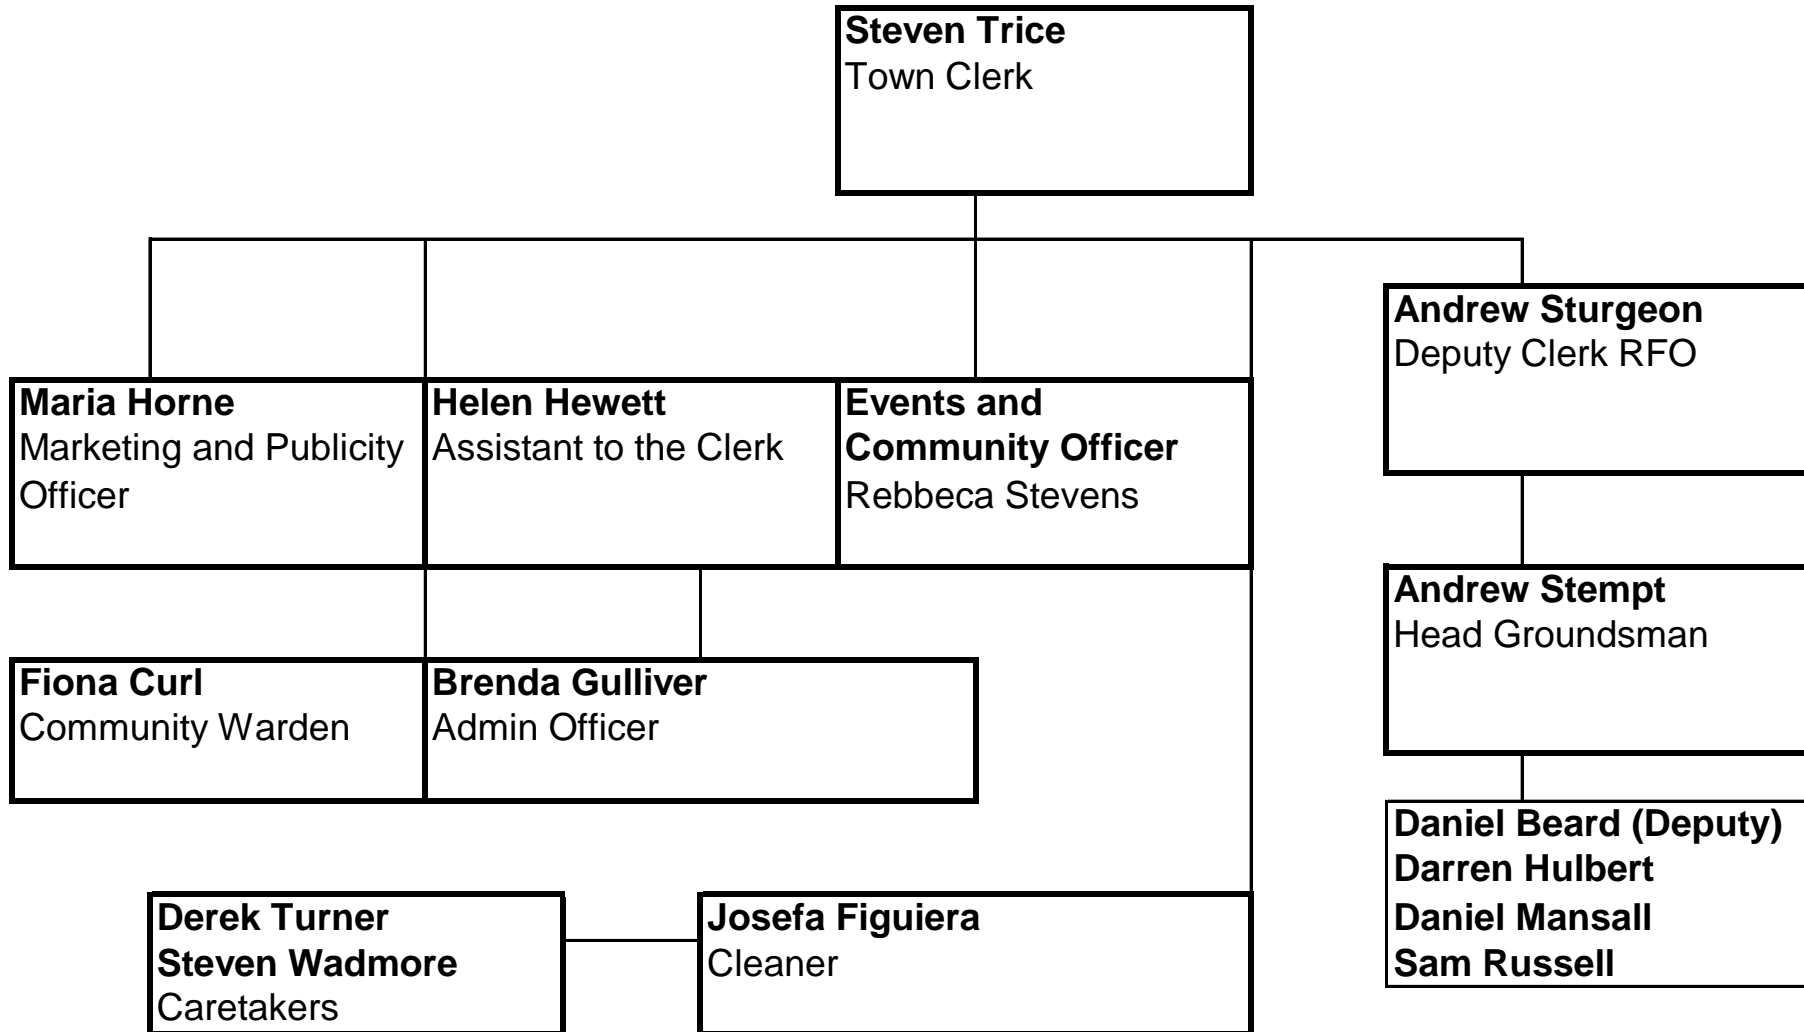 Steven Trice
Town Clerk
Andrew Sturgeon
Deputy Clerk RFO
Maria Horne
Marketing and Publicity
Officer
Helen Hewett
Assistant to the Clerk
Events and
Community Officer
Rebbeca Stevens
Andrew Stempt
Head Groundsman
Fiona Curl
Community Warden
Brenda Gulliver
Admin Officer
Daniel Beard (Deputy)
Darren Hulbert
Daniel Mansall
Sam Russell
Derek Turner
Steven Wadmore
Caretakers
Josefa Figuiera
Cleaner